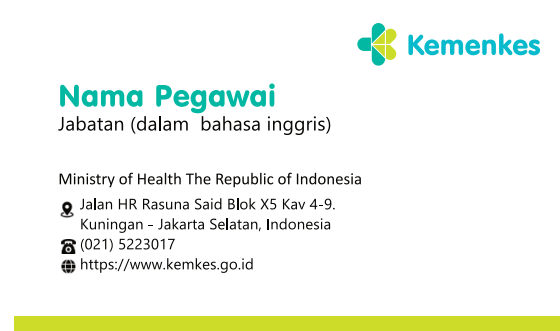 Kemenkes
Nama Pegawai
Jabatan (dalam bahasa inggris)
Ministry of Health The Republic of Indonesia
Jalan HR Rasuna Said Blok X5 Kav 4-9.
Kuningan - Jakarta Selatan, Indonesia
(021) 5223017
https://www.kemkes.go.id